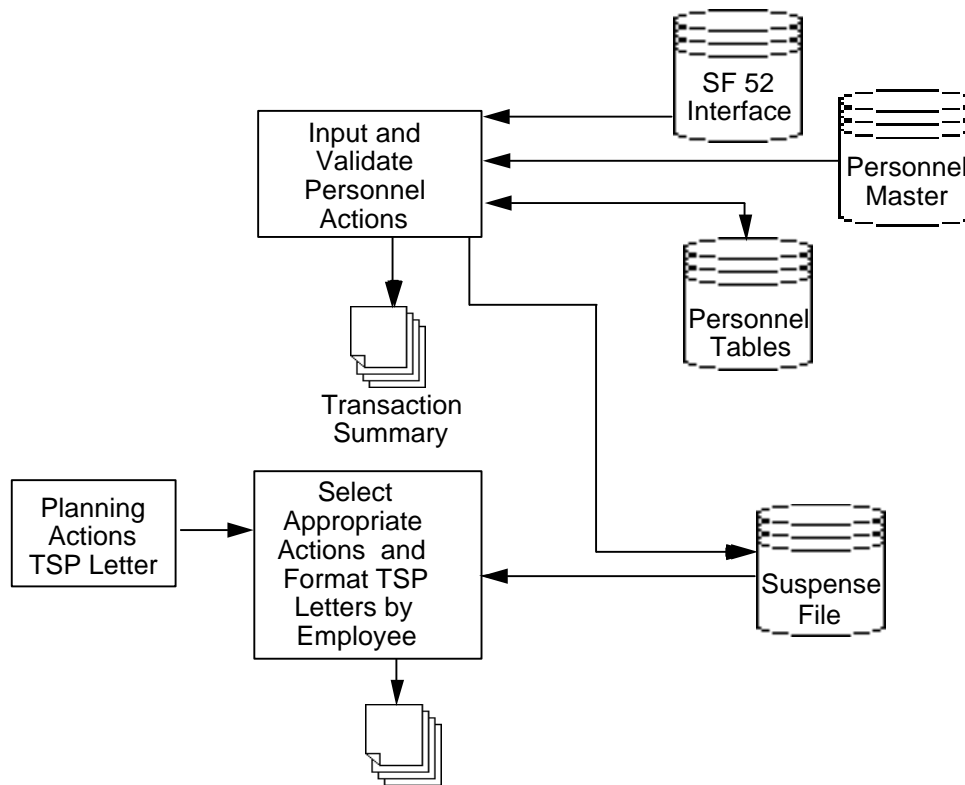 SF 52
Interface
Input and
Validate
Personnel
Actions
Personnel
Master
Personnel
Tables
Transaction
Summary
Planning
Actions
TSP Letter
Select
Appropriate
Actions and
Format TSP
Letters by
Employee
Suspense
File